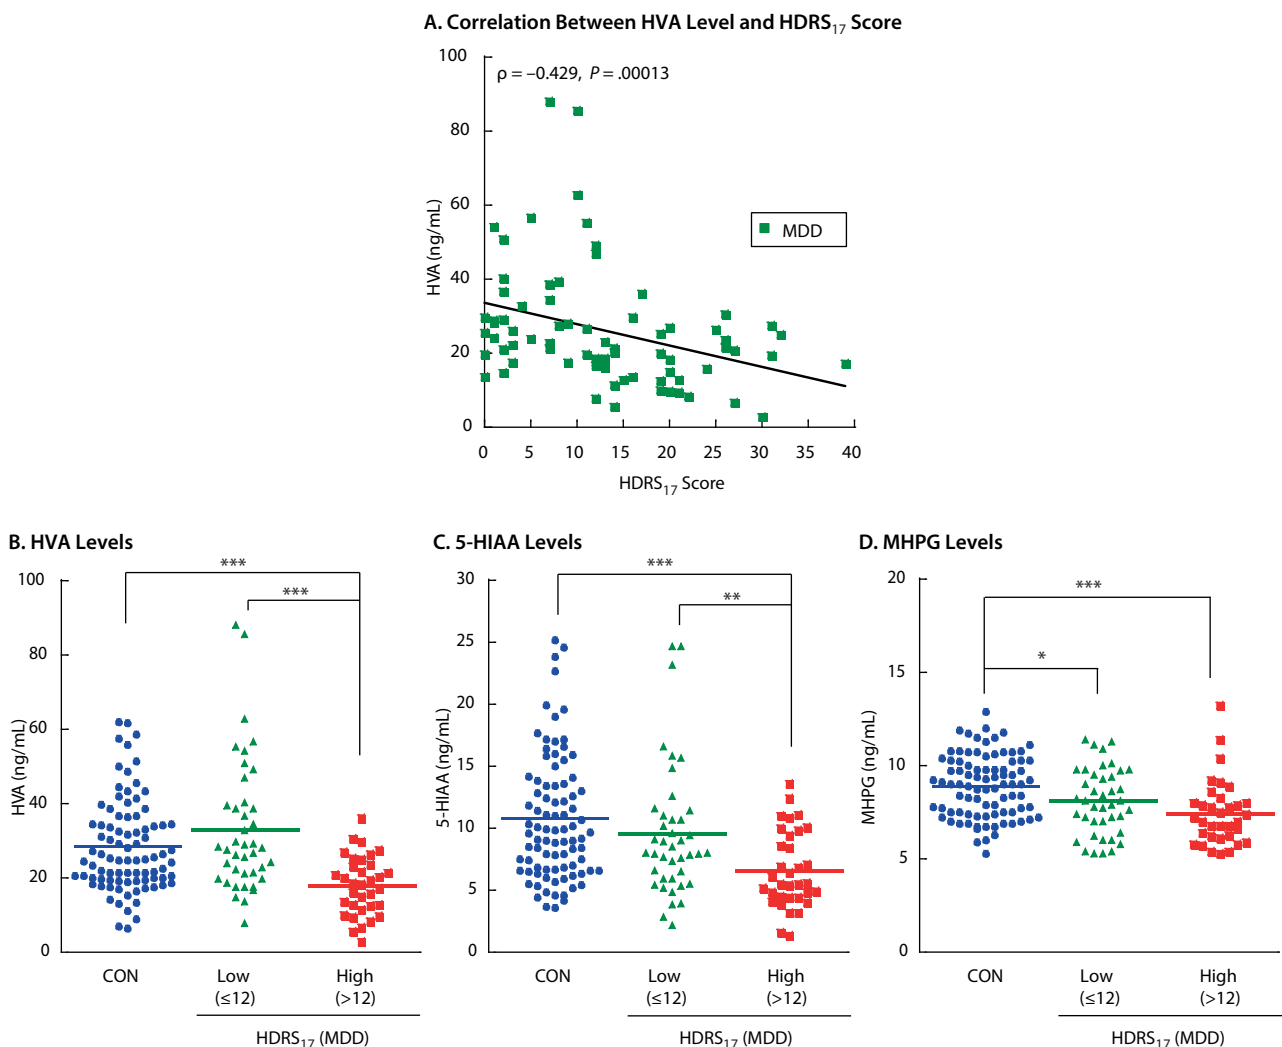 A. Correlation Between HVA Level and HDRS17 Score
100
80
60
40
20
0
HVA (ng/mL)
ρ = –0.429, P = .00013
MDD
0 5 10 15 20 25 30 35 40
HDRS17 Score
B. HVA Levels
100
80
60
40
20
0
HVA (ng/mL)
***
***
CON Low (≤12) High (>12)
HDRS17 (MDD)
C. 5-HIAA Levels
30
25
20
15
10
5
0
5-HIAA (ng/mL)
***
**
CON Low (≤12) High (>12)
HDRS17 (MDD)
D. MHPG Levels
20
15
10
5
0
MHPG (ng/mL)
***
*
CON Low (≤12) High (>12)
HDRS17 (MDD)